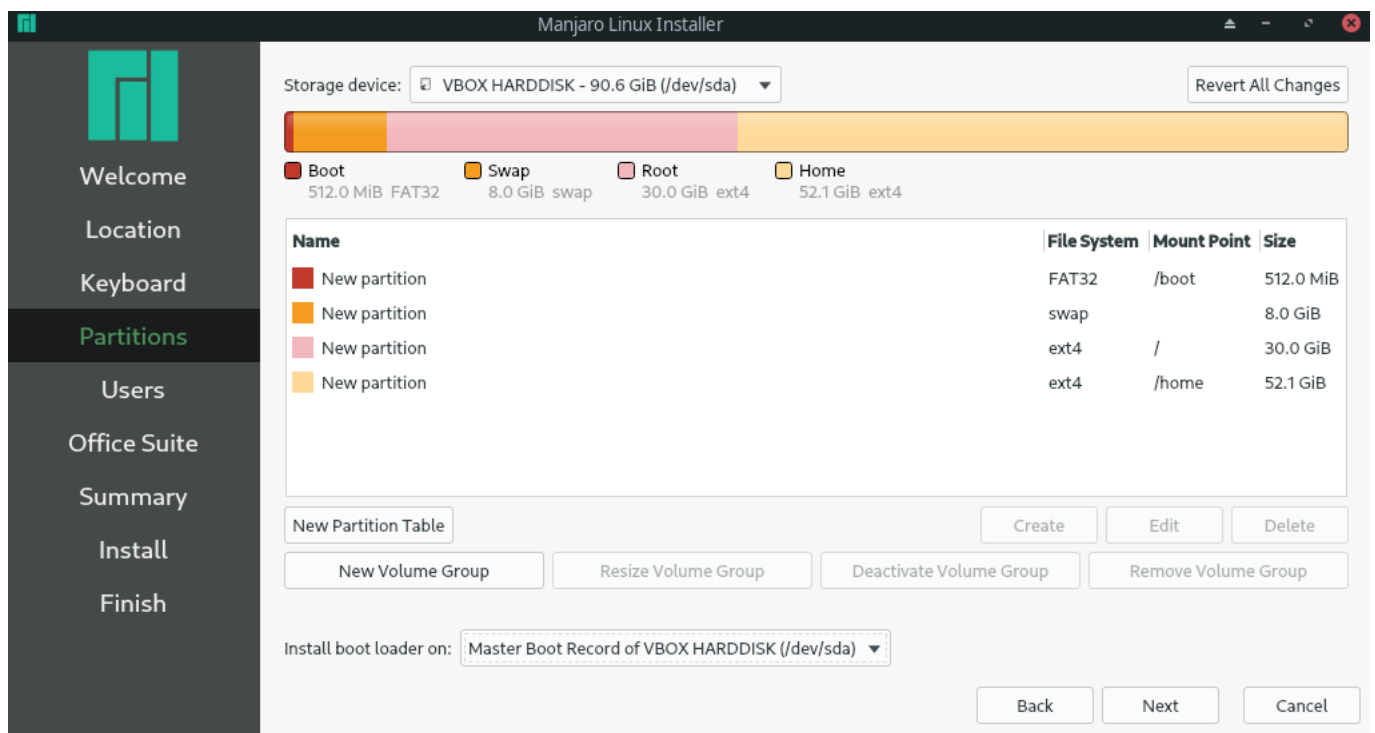 Manjaro Linux Installer
Storage device: VBOX HARDDISK - 90.6 GiB (/dev/sda) Revert All Changes
Boot Swap Root Home
512.0 MiB FAT32 8.0 GiB swap 30.0 GiB ext4 52.1 GiB ext4
Welcome
Location
Keyboard
Partitions
Users
Office Suite
Summary
Install
Finish
Name File System Mount Point Size
New partition FAT32 /boot 512.0 MiB
New partition swap 8.0 GiB
New partition ext4 / 30.0 GiB
New partition ext4 /home 52.1 GiB
New Partition Table Create Edit Delete
New Volume Group Resize Volume Group Deactivate Volume Group Remove Volume Group
Install boot loader on: Master Boot Record of VBOX HARDDISK (/dev/sda)
Back Next Cancel